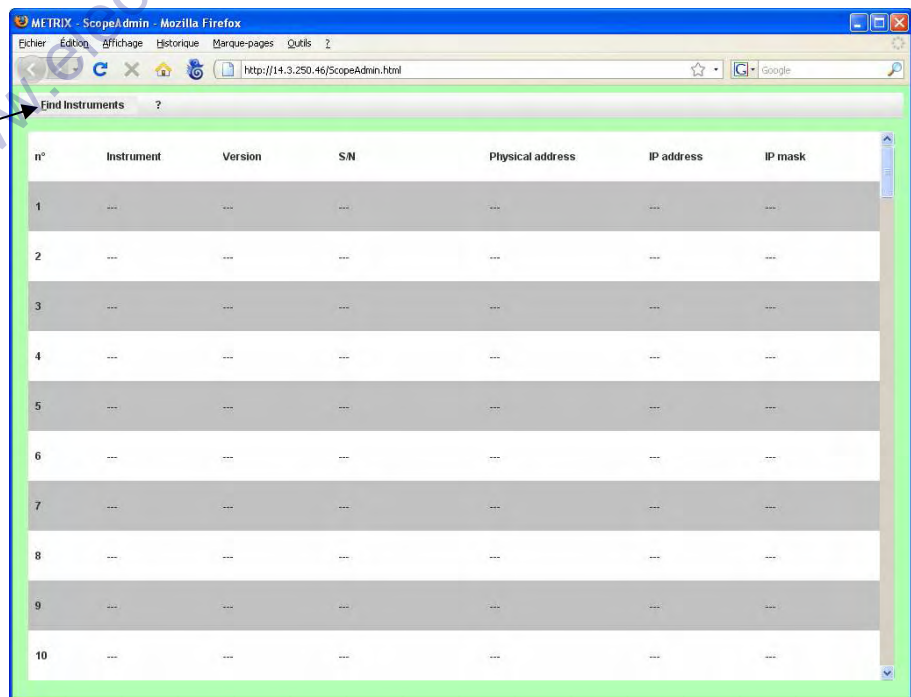 METRIX - ScopeAdmin - Mozilla Firefox
Fichier Édition Affichage Historique Marque-pages Outils ?
http://14.3.250.46/ScopeAdmin.html
G Google
Find Instruments ?
n° Instrument Version S/N Physical address IP address IP mask
1 --- --- --- --- --- ---
2 --- --- --- --- --- ---
3 --- --- --- --- --- ---
4 --- --- --- --- --- ---
5 --- --- --- --- --- ---
6 --- --- --- --- --- ---
7 --- --- --- --- --- ---
8 --- --- --- --- --- ---
9 --- --- --- --- --- ---
10 --- --- --- --- --- ---